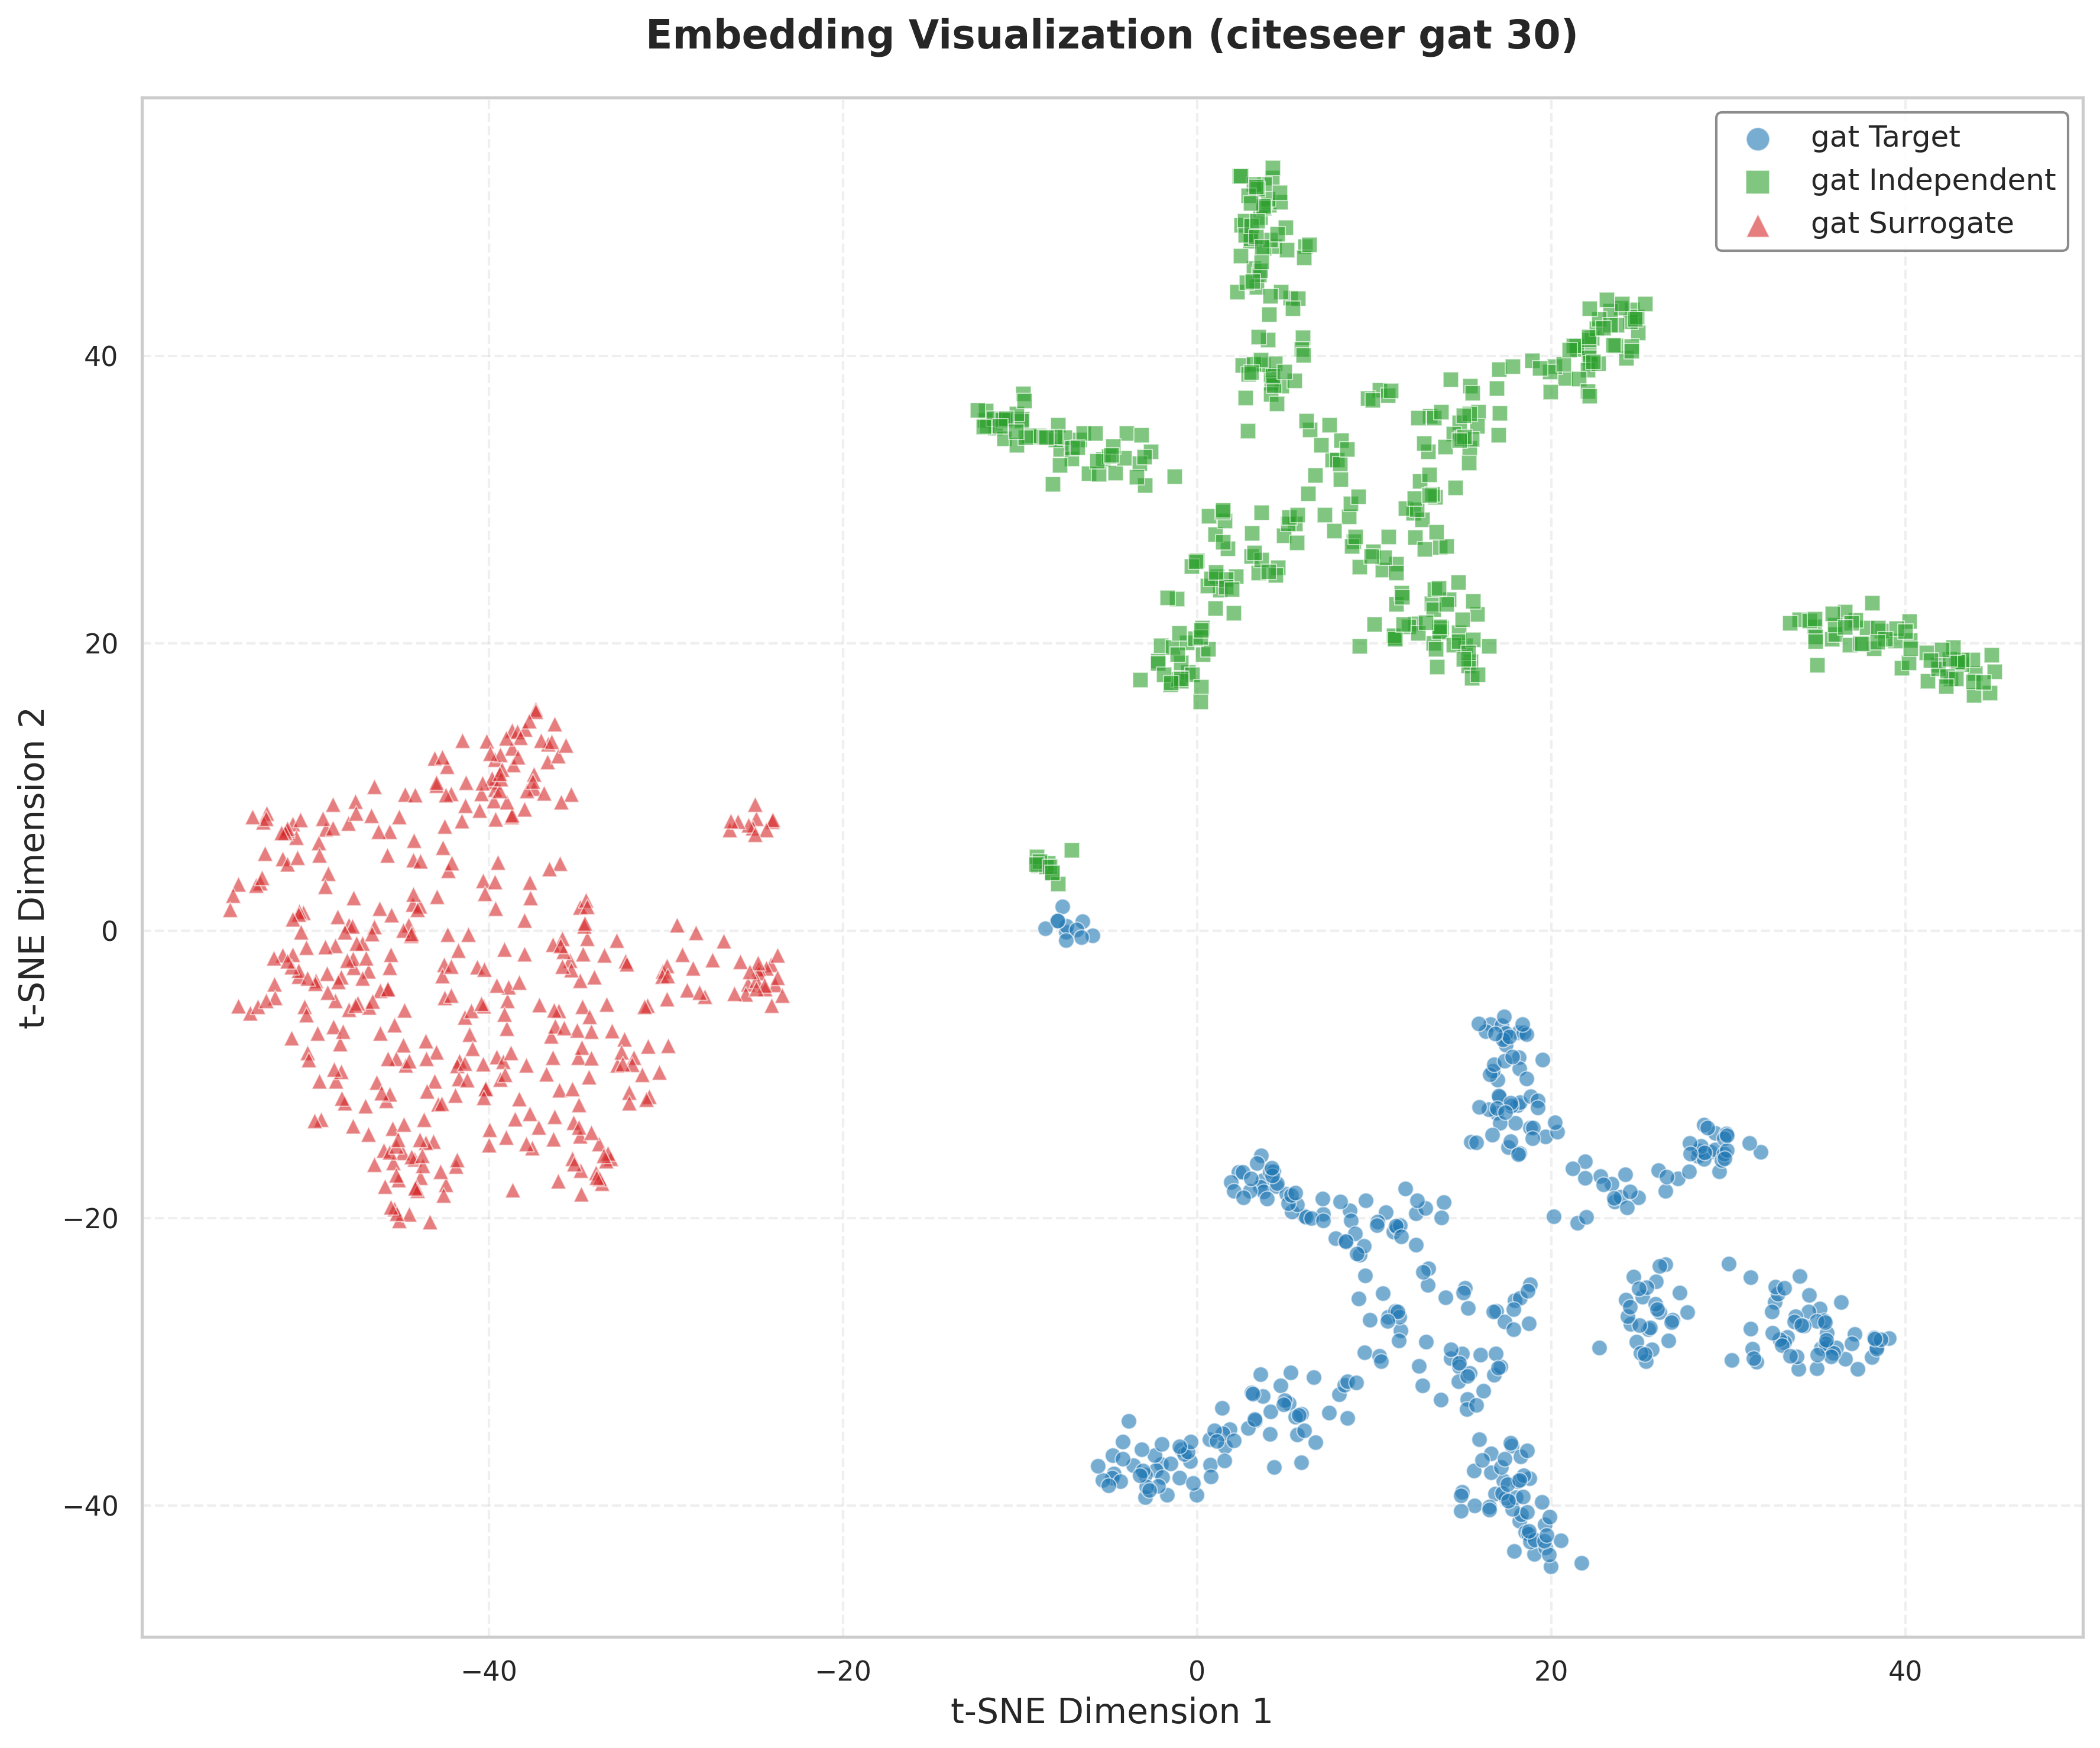 Embedding Visualization (citeseer gat 30)
gat Target
gat Independent
gat Surrogate
40
20
0
−20
−40
t-SNE Dimension 2
−40
−20
0
20
40
t-SNE Dimension 1